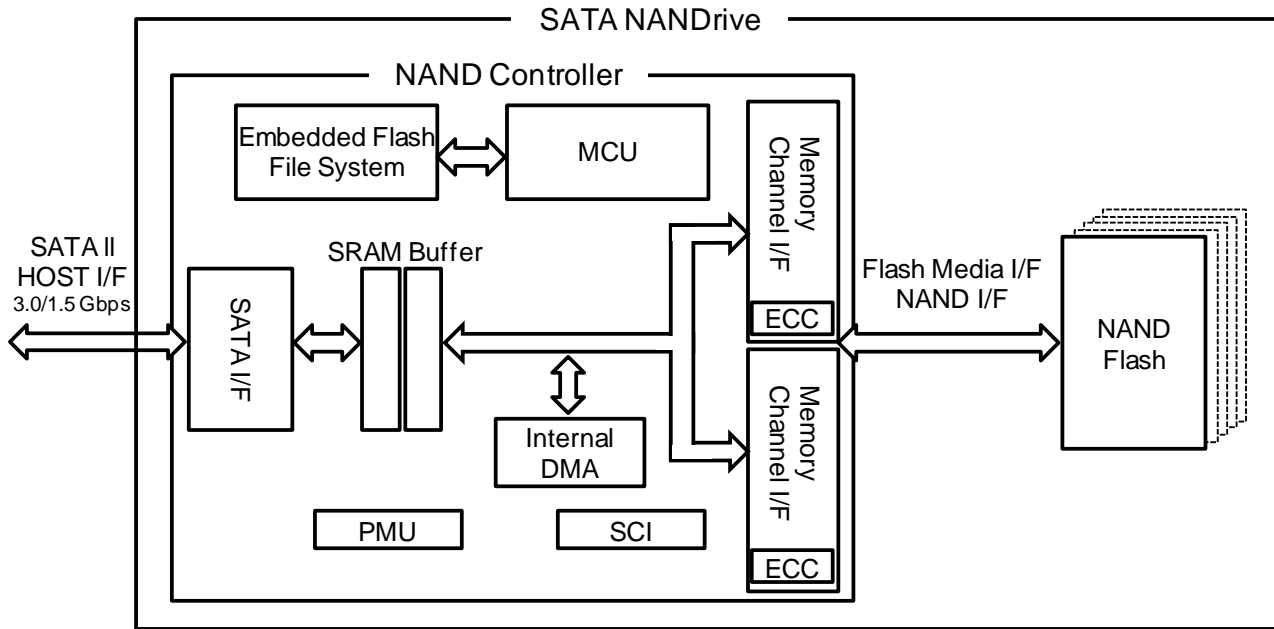 SATA NANDrive
NAND Controller
Embedded Flash
File System
MCU
Memory
Channel I/F
ECC
SATA II
HOST I/F
3.0/1.5 Gbps
SATA I/F
SRAM Buffer
Internal
DMA
PMU
SCI
Memory
Channel I/F
ECC
Flash Media I/F
NAND I/F
NAND
Flash